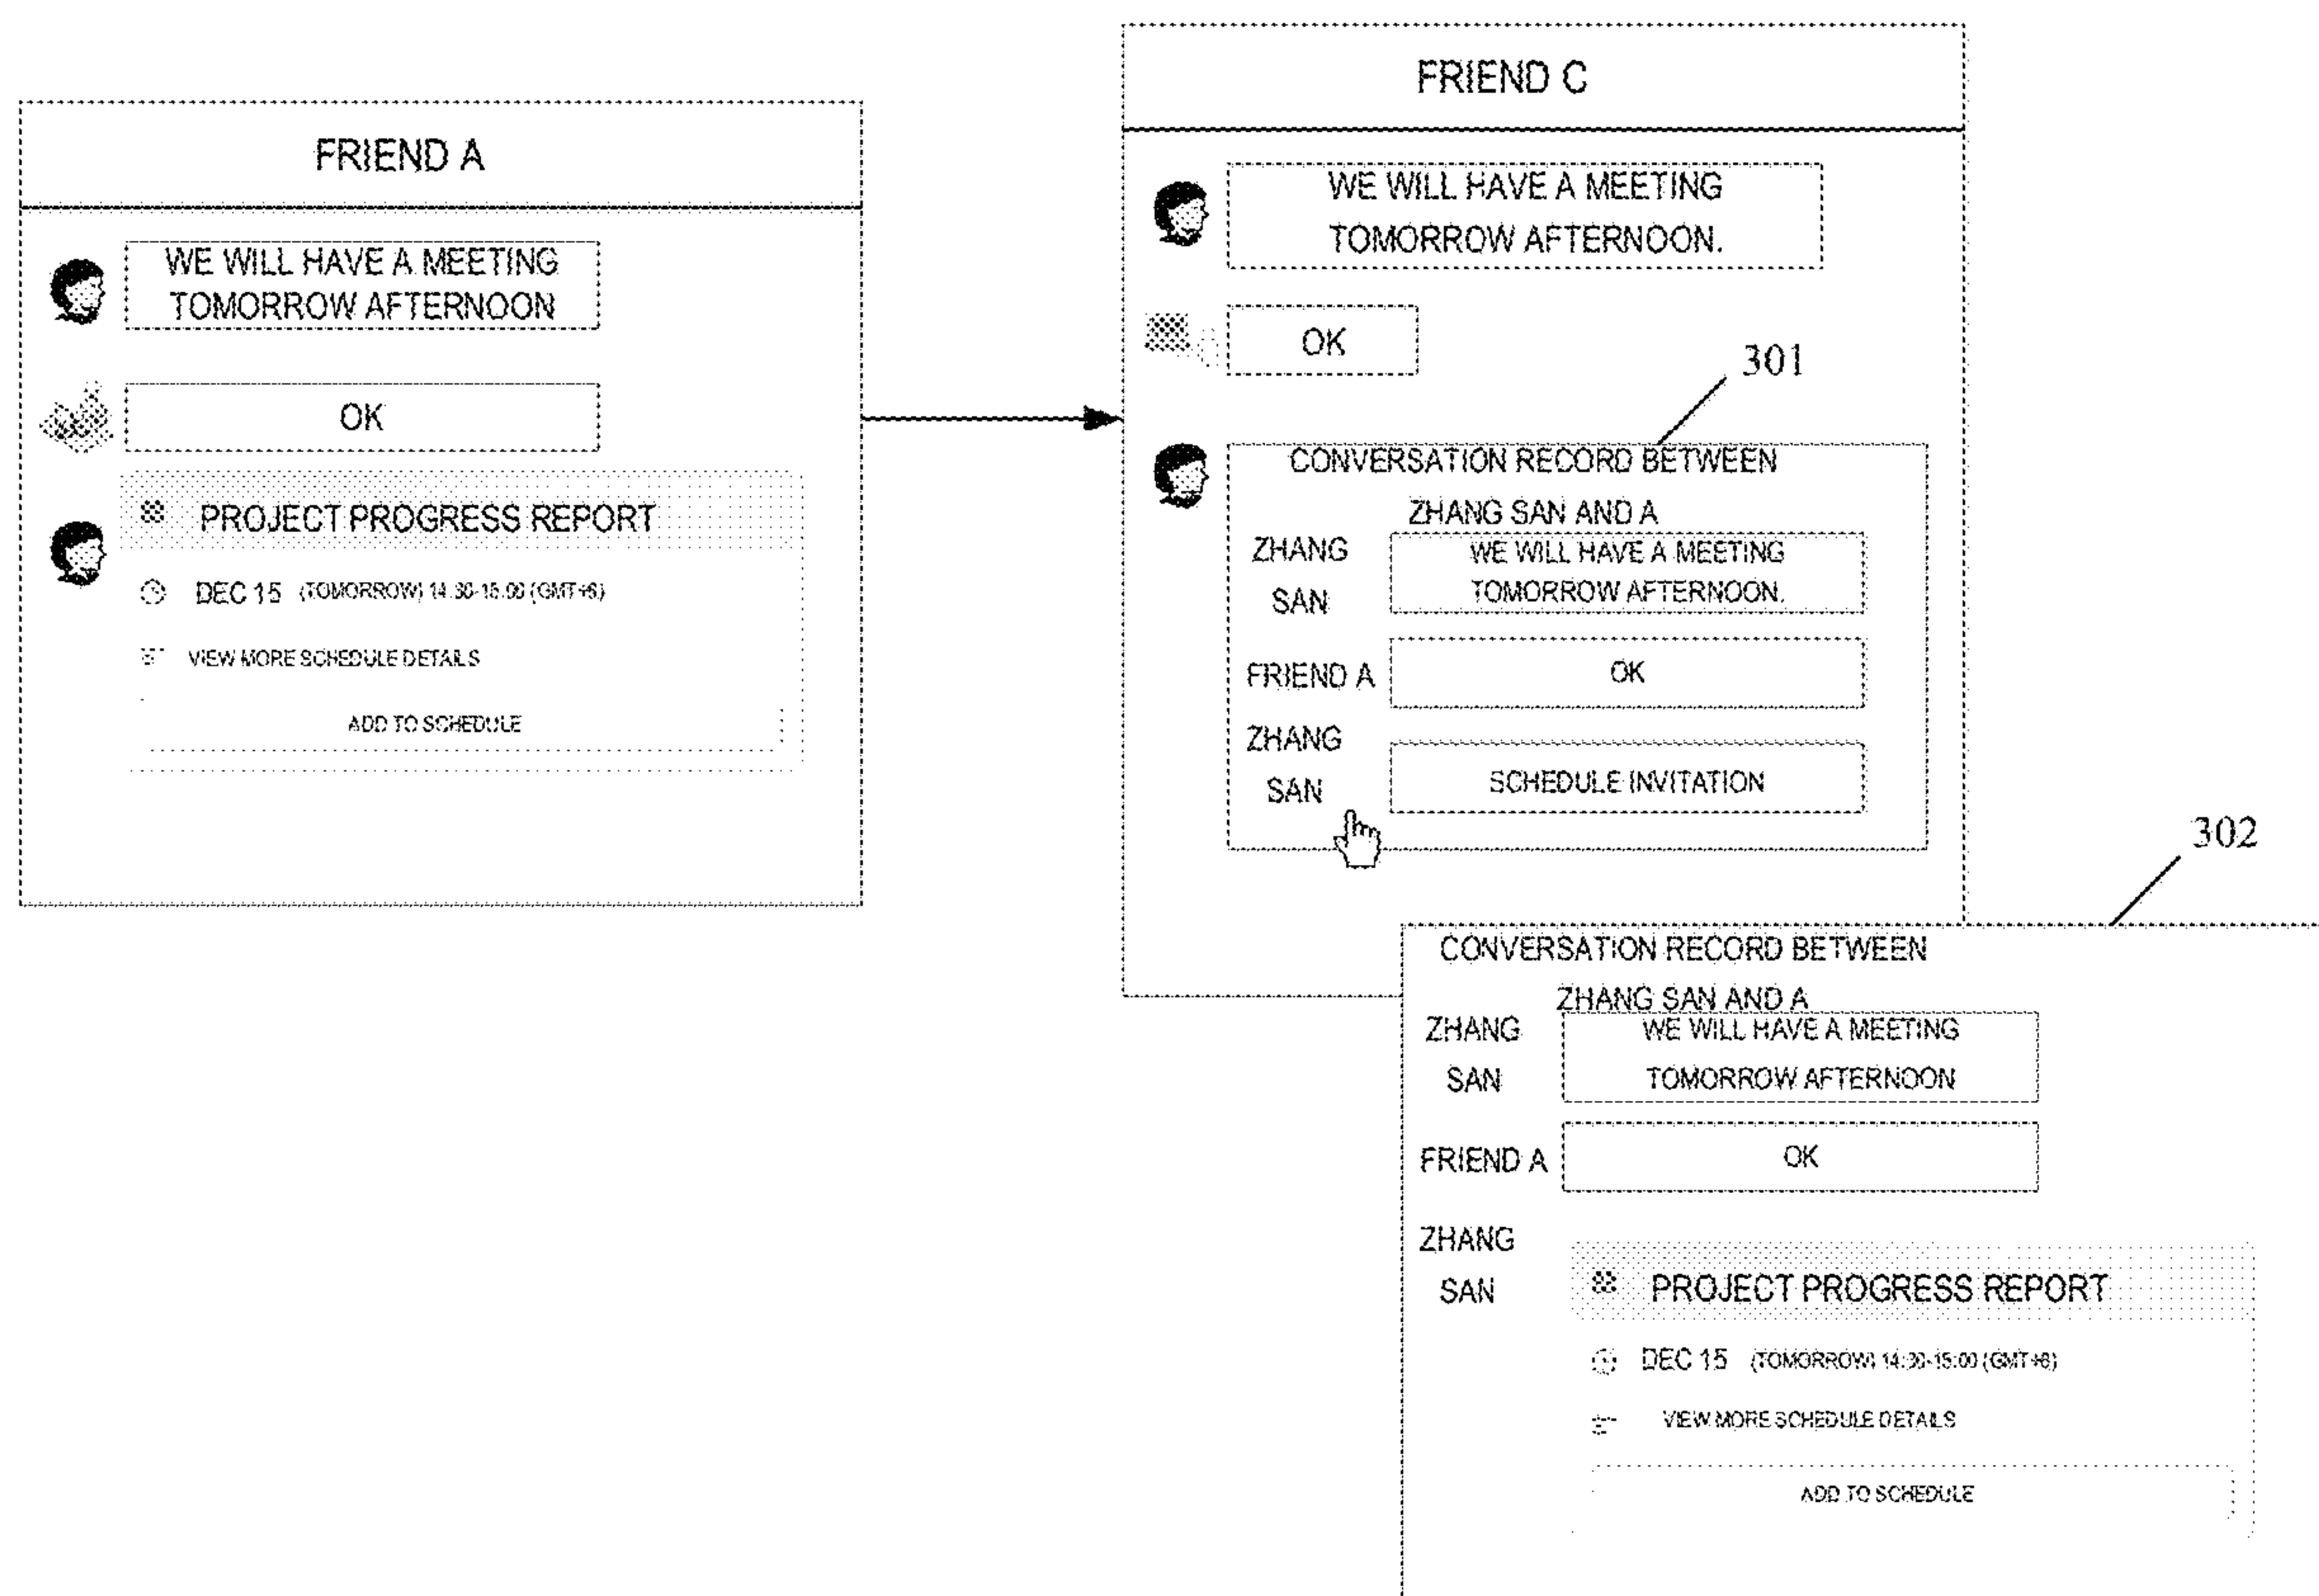 FRIEND A
WE WILL HAVE A MEETING
TOMORROW AFTERNOON
OK
PROJECT PROGRESS REPORT
DEC 15 (TOMORROW) 14:30-15:00
VIEW MORE SCHEDULE DETAILS
ADD TO SCHEDULE
FRIEND C
WE WILL HAVE A MEETING
TOMORROW AFTERNOON.
OK
301
CONVERSATION RECORD BETWEEN
ZHANG SAN AND A
ZHANG
SAN
WE WILL HAVE A MEETING
TOMORROW AFTERNOON.
FRIEND A
OK
ZHANG
SAN
SCHEDULE INVITATION
302
CONVERSATION RECORD BETWEEN
ZHANG SAN AND A
ZHANG
SAN
WE WILL HAVE A MEETING
TOMORROW AFTERNOON
FRIEND A
OK
ZHANG
SAN
PROJECT PROGRESS REPORT
DEC 15 (TOMORROW) 14:30-15:00
VIEW MORE SCHEDULE DETAILS
ADD TO SCHEDULE